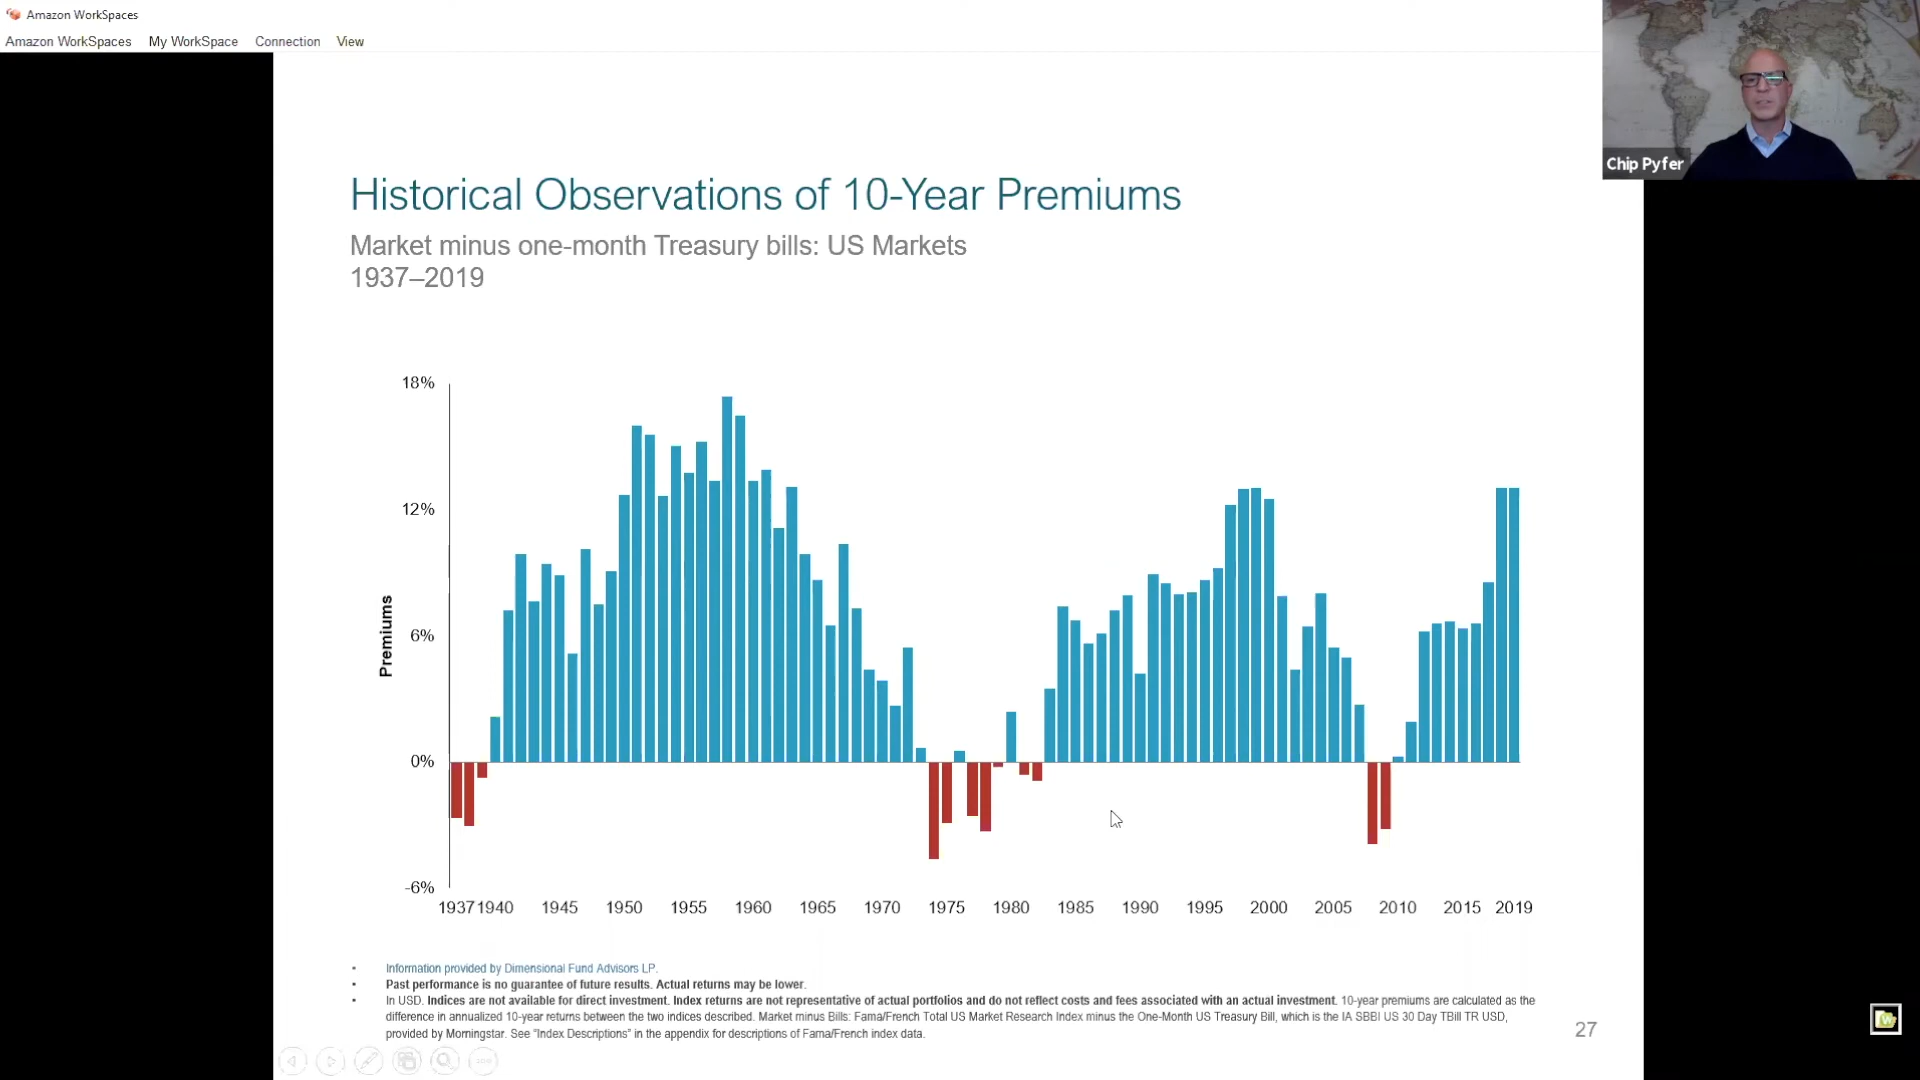 Amazon WorkSpaces
Amazon WorkSpaces My WorkSpace Connection View
Chip Pyfer
Historical Observations of 10-Year Premiums
Market minus one-month Treasury bills: US Markets
1937–2019
Premiums
18%
12%
6%
0%
-6%
1937 1940 1945 1950 1955 1960 1965 1970 1975 1980 1985 1990 1995 2000 2005 2010 2015 2019
• Information provided by Dimensional Fund Advisors LP.
• Past performance is no guarantee of future results. Actual returns may be lower.
• In USD. Indices are not available for direct investment. Index returns are not representative of actual portfolios and do not reflect costs and fees associated with an actual investment. 10-year premiums are calculated as the
difference in annualized 10-year returns between the two indices described. Market minus Bills: Fama/French Total US Market Research Index minus the One-Month US Treasury Bill, which is the IA SBBI US 30 Day TBill TR USD,
provided by Morningstar. See “Index Descriptions” in the appendix for descriptions of Fama/French index data.
27